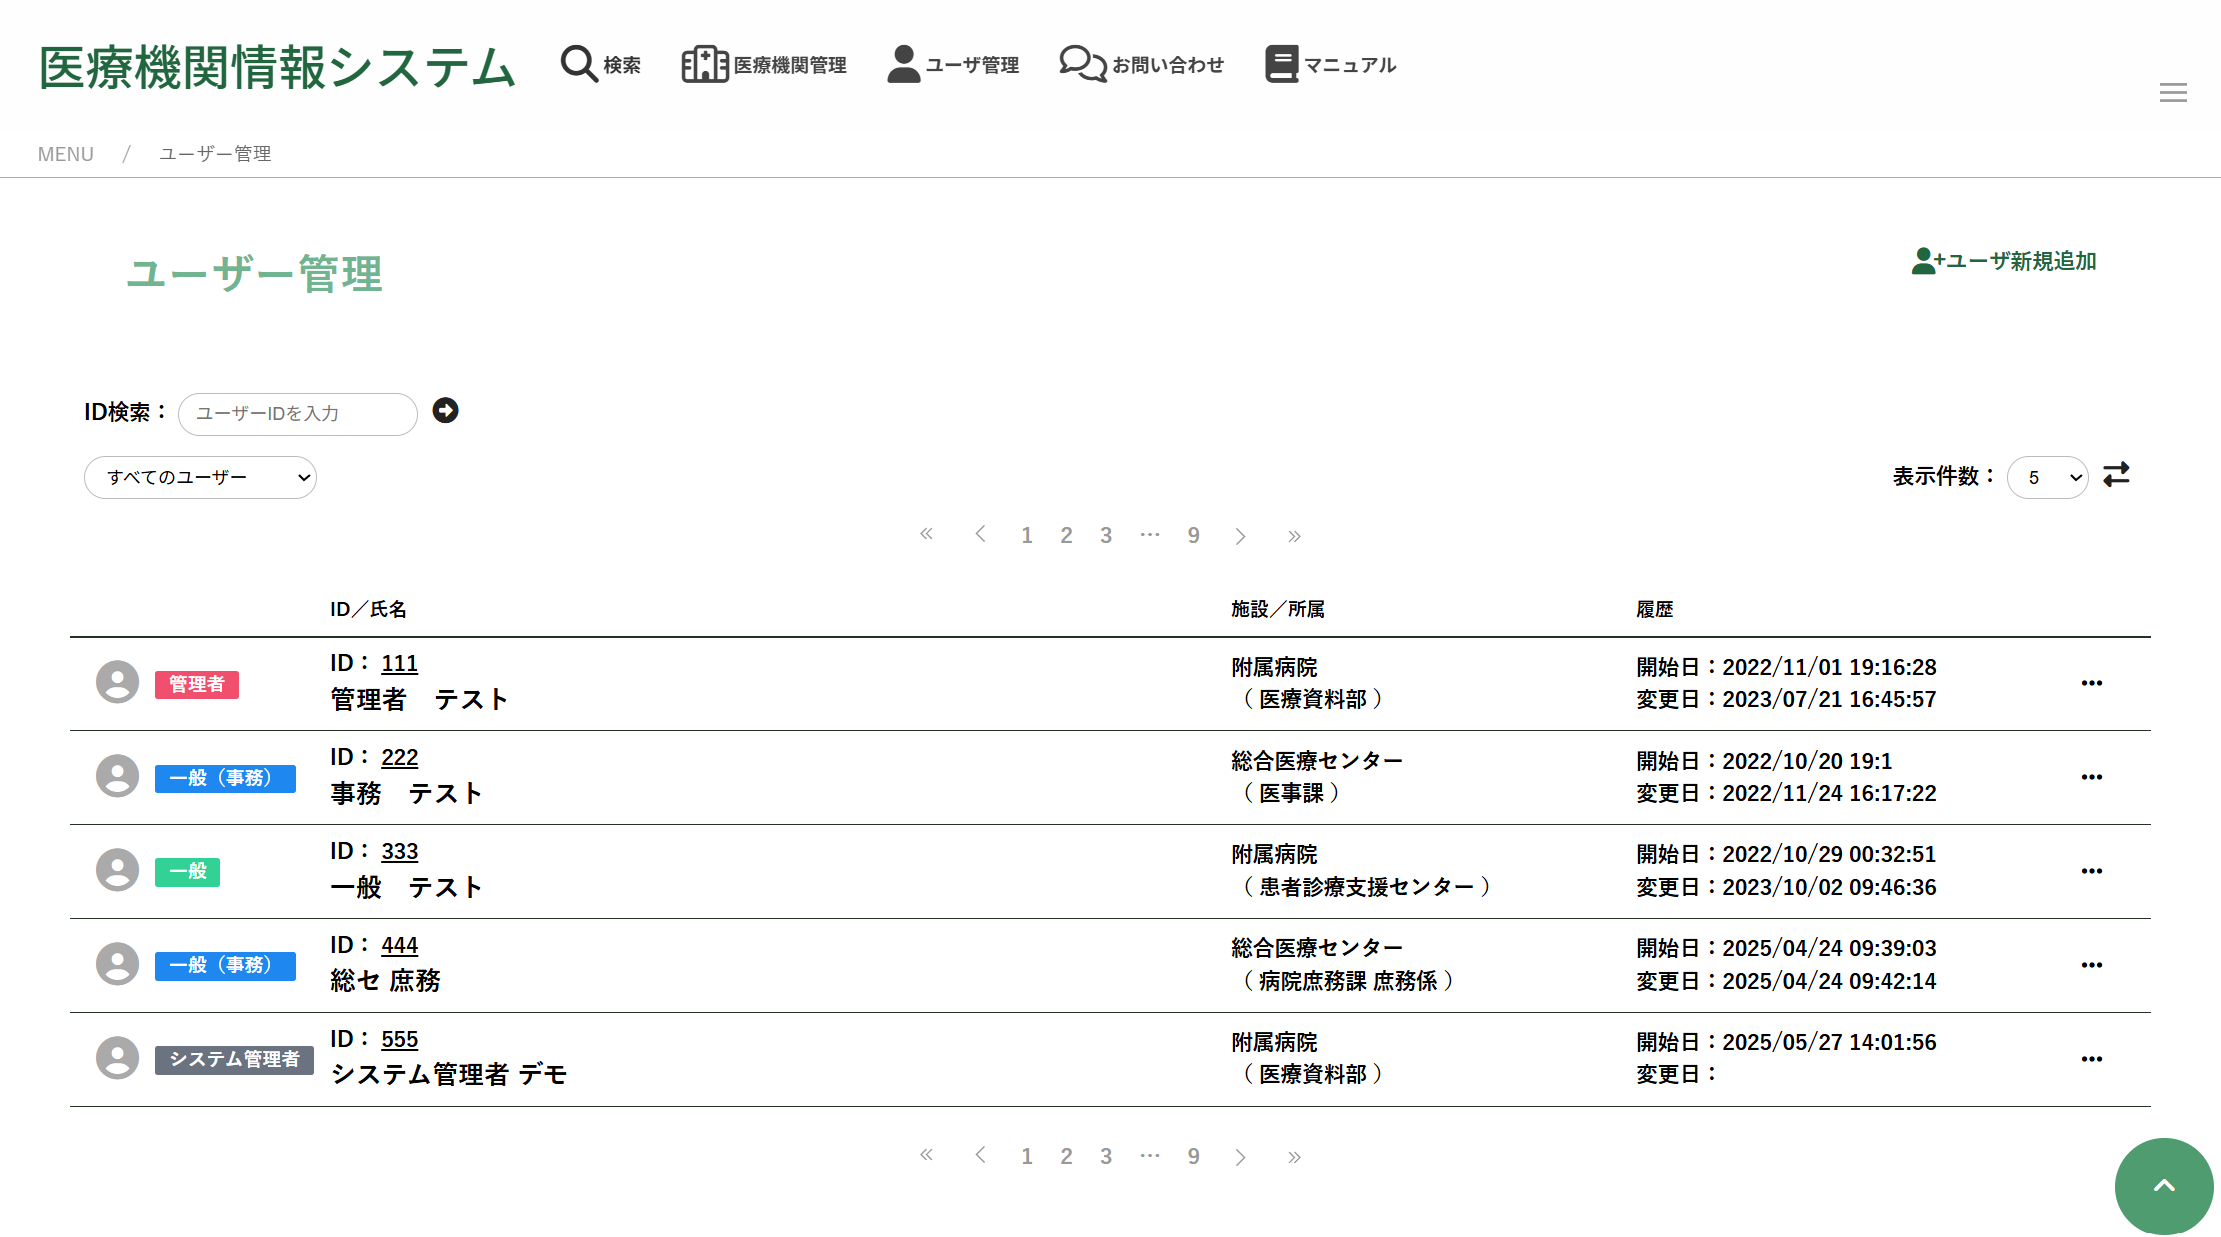 医療機関情報システム 検索 医療機関管理 ユーザ管理 お問い合わせ マニュアル
MENU / ユーザー管理
ユーザー管理
+ユーザ新規追加
ID検索： ユーザーIDを入力
すべてのユーザー 表示件数： 5
« < 1 2 3 … 9 > »
ID／氏名 施設／所属 履歴
管理者 ID： 111 附属病院 開始日：2022/11/01 19:16:28 …
管理者　テスト （ 医療資料部 ） 変更日：2023/07/21 16:45:57
一般（事務） ID： 222 総合医療センター 開始日：2022/10/20 19:1 …
事務　テスト （ 医事課 ） 変更日：2022/11/24 16:17:22
一般 ID： 333 附属病院 開始日：2022/10/29 00:32:51 …
一般　テスト （ 患者診療支援センター ） 変更日：2023/10/02 09:46:36
一般（事務） ID： 444 総合医療センター 開始日：2025/04/24 09:39:03 …
総セ 庶務 （ 病院庶務課 庶務係 ） 変更日：2025/04/24 09:42:14
システム管理者 ID： 555 附属病院 開始日：2025/05/27 14:01:56 …
システム管理者 デモ （ 医療資料部 ） 変更日：
« < 1 2 3 … 9 > »